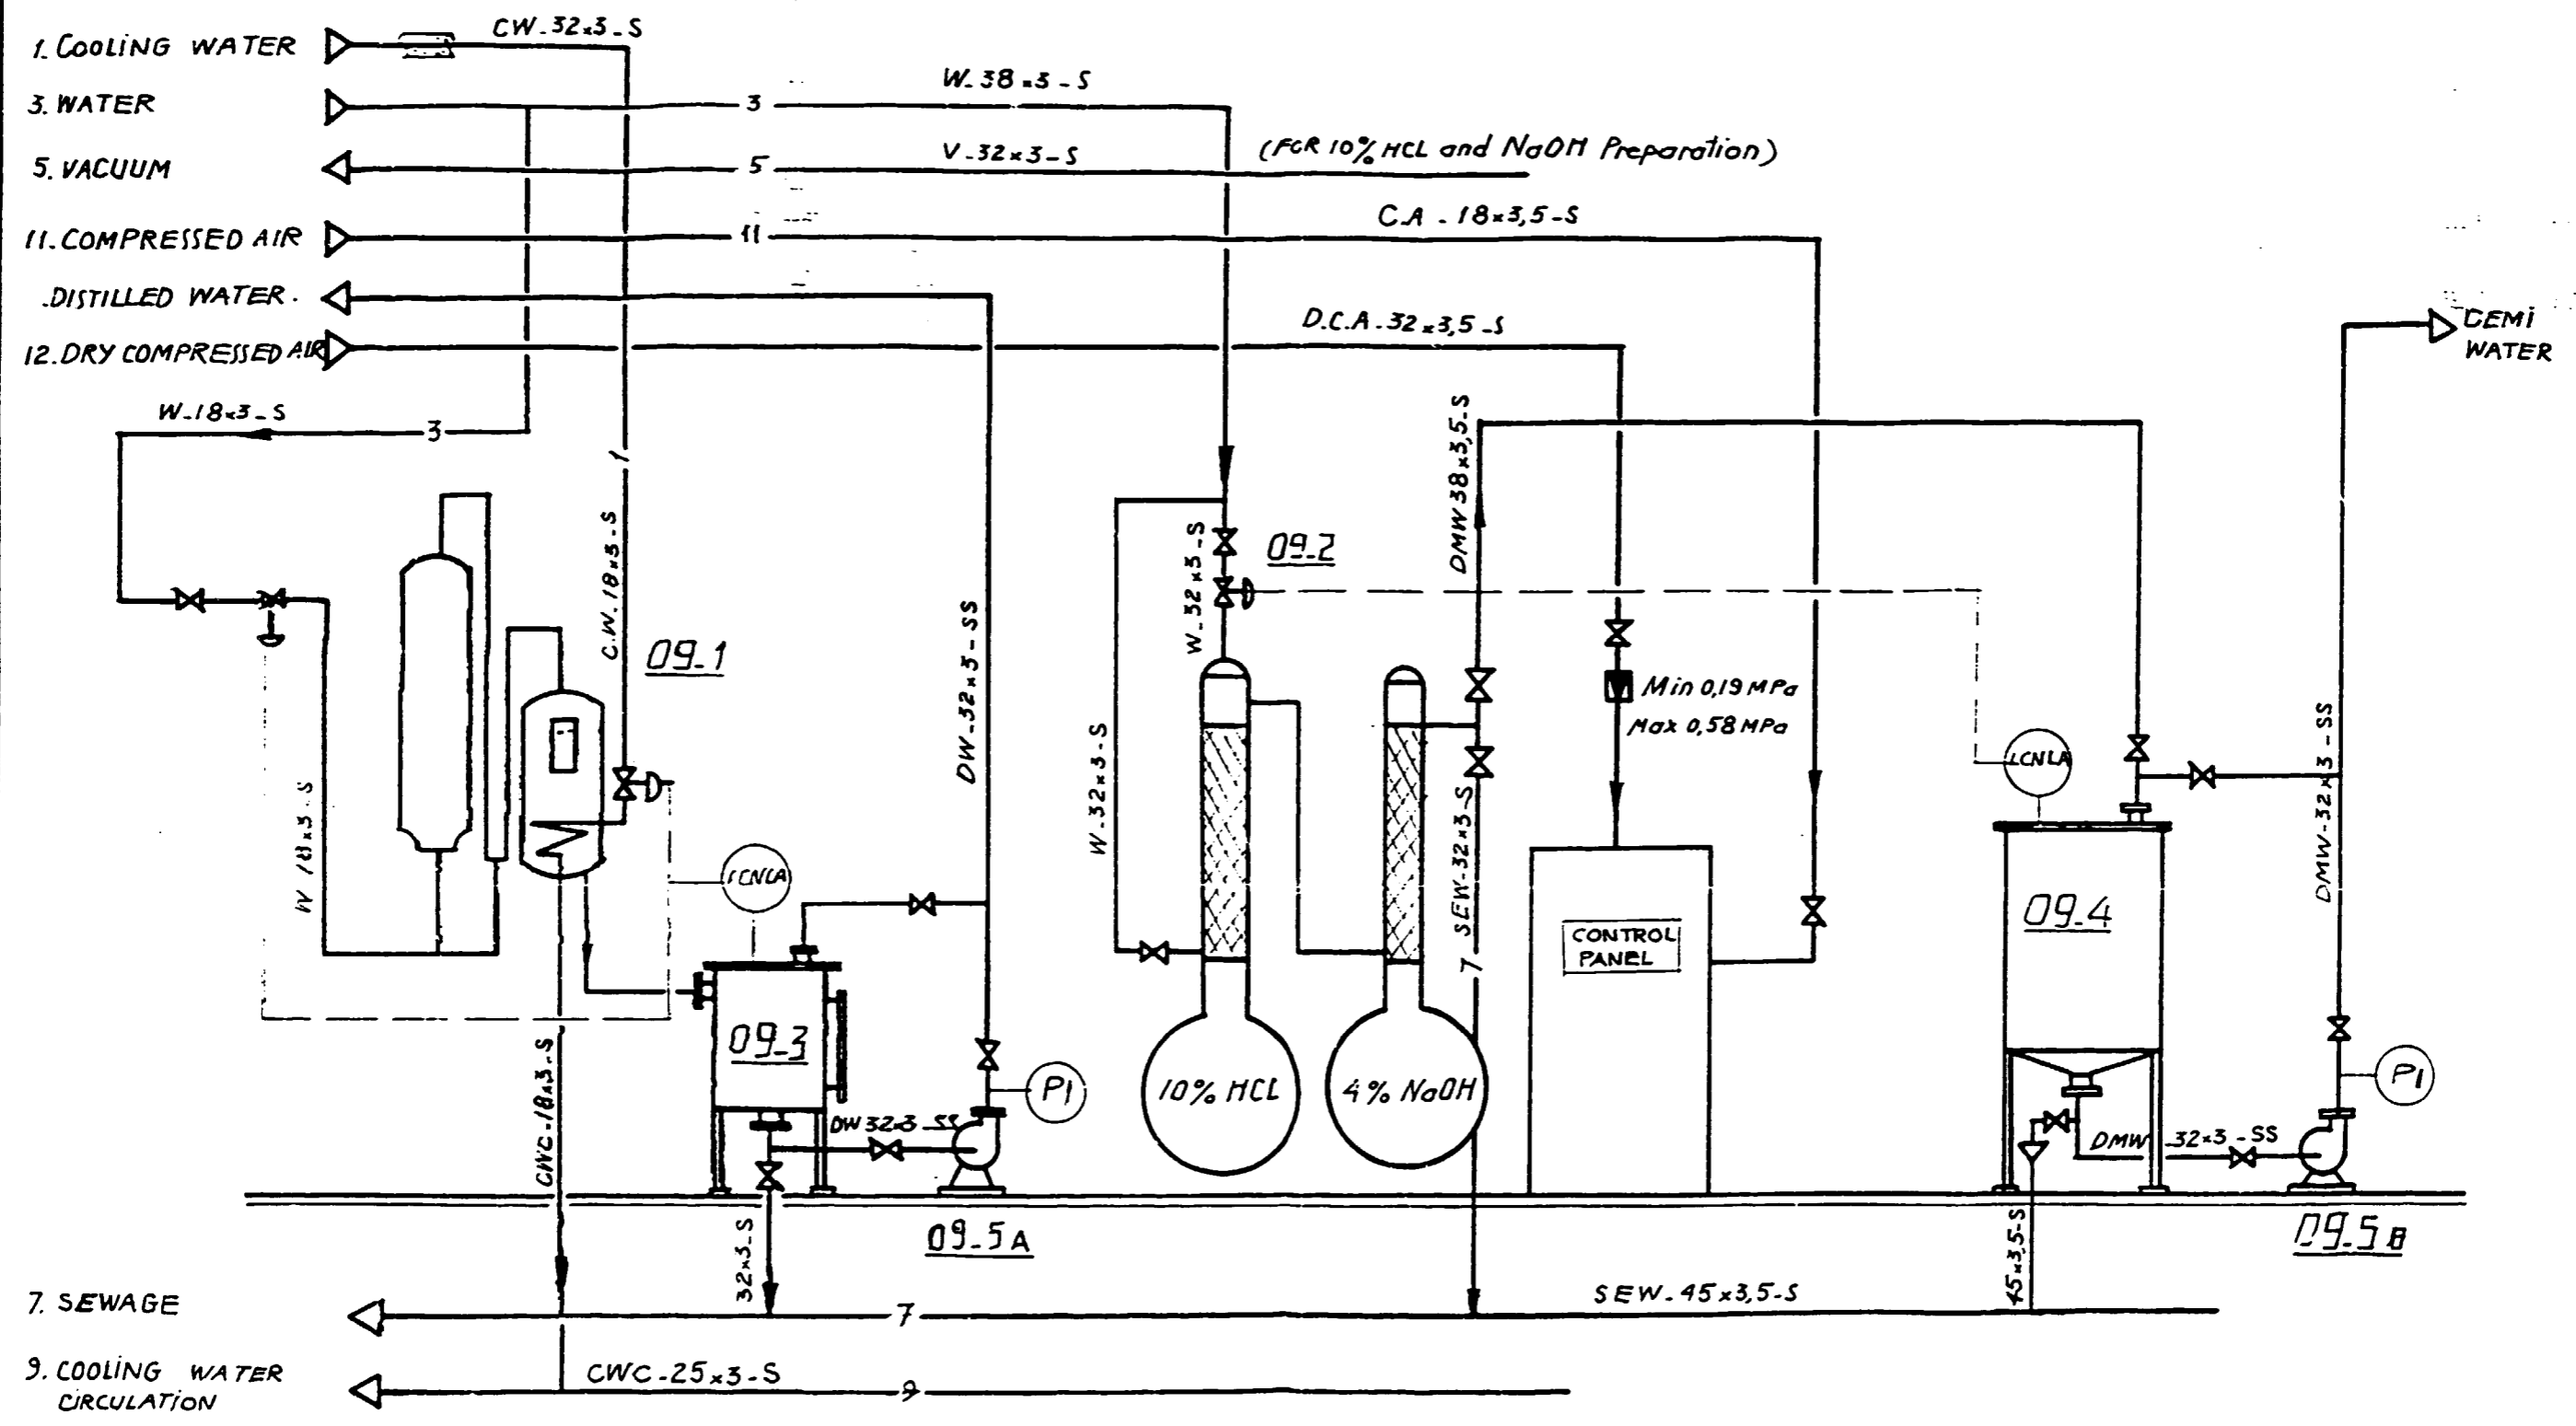 1. COOLING WATER
CW-32x3-S
3. WATER
3
W-38x3-S
5. VACUUM
5
V-32x3-S
(FOR 10% HCL and NaOH Preparation)
11. COMPRESSED AIR
11
C.A-18x3,5-S
DISTILLED WATER.
12. DRY COMPRESSED AIR
D.C.A-32x3,5-S
DEMI
WATER
W-18x3-S
3
1
C.W.18x3-S
09-1
W 18x3-S
DW-32x3-SS
W-32x3-S
09-2
W-32x3-S
DMW 38x3,5-S
Min 0,19 MPa
Max 0,58 MPa
SEW-32x3-S
7
CONTROL
PANEL
LCNLA
09-4
DMW-32x3-SS
09-3
PI
10% HCL
4% NaOH
PI
DW 32x3-SS
DMW-32x3-SS
CWC-18x3-S
09-5A
09-5B
32x3-S
45x3,5-S
7. SEWAGE
7
SEW-45x3,5-S
9. COOLING WATER
CIRCULATION
CWC-25x3-S
9